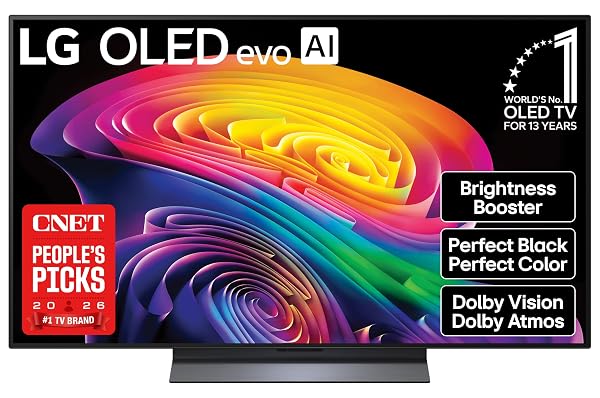 LG OLED evo AI
1
WORLD'S No.
OLED TV
FOR 13 YEARS
Brightness
Booster
Perfect Black
Perfect Color
Dolby Vision
Dolby Atmos
CNET
PEOPLE'S
PICKS
2026
#1 TV BRAND